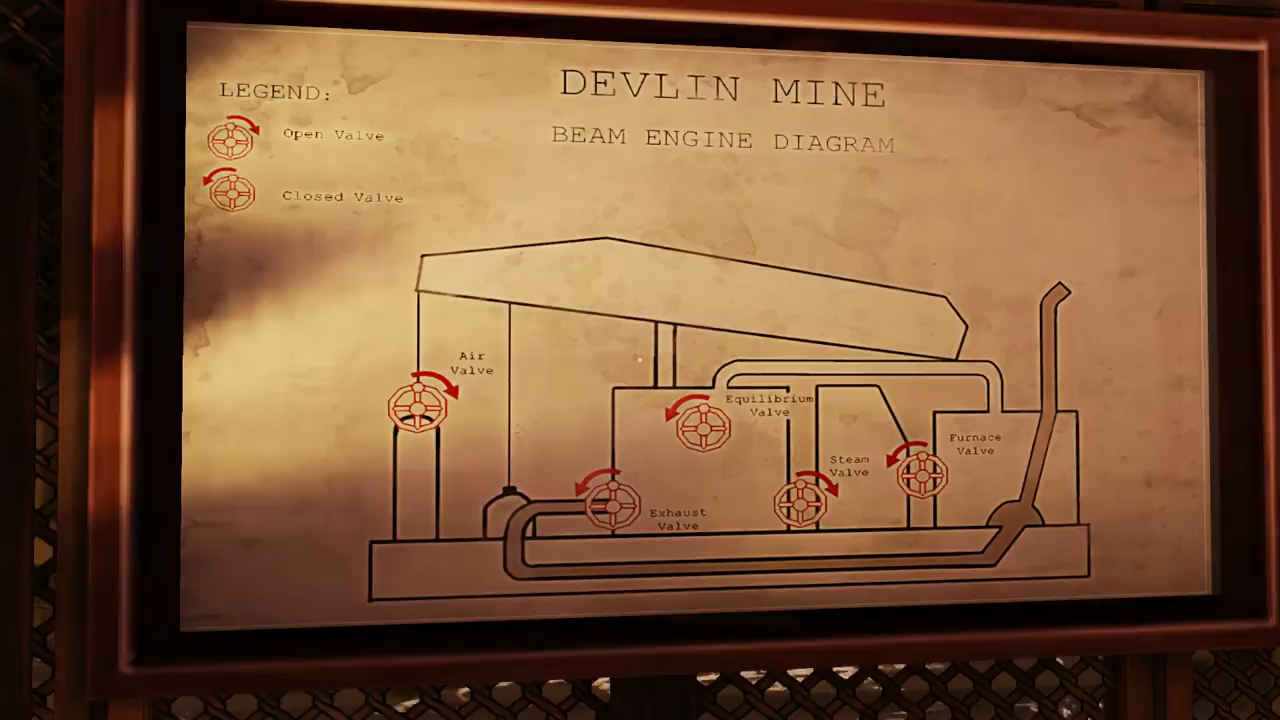 LEGEND:
Open Valve
Closed Valve
DEVLIN MINE
BEAM ENGINE DIAGRAM
Air
Valve
Equilibrium
Valve
Furnace
Valve
Steam
Valve
Exhaust
Valve